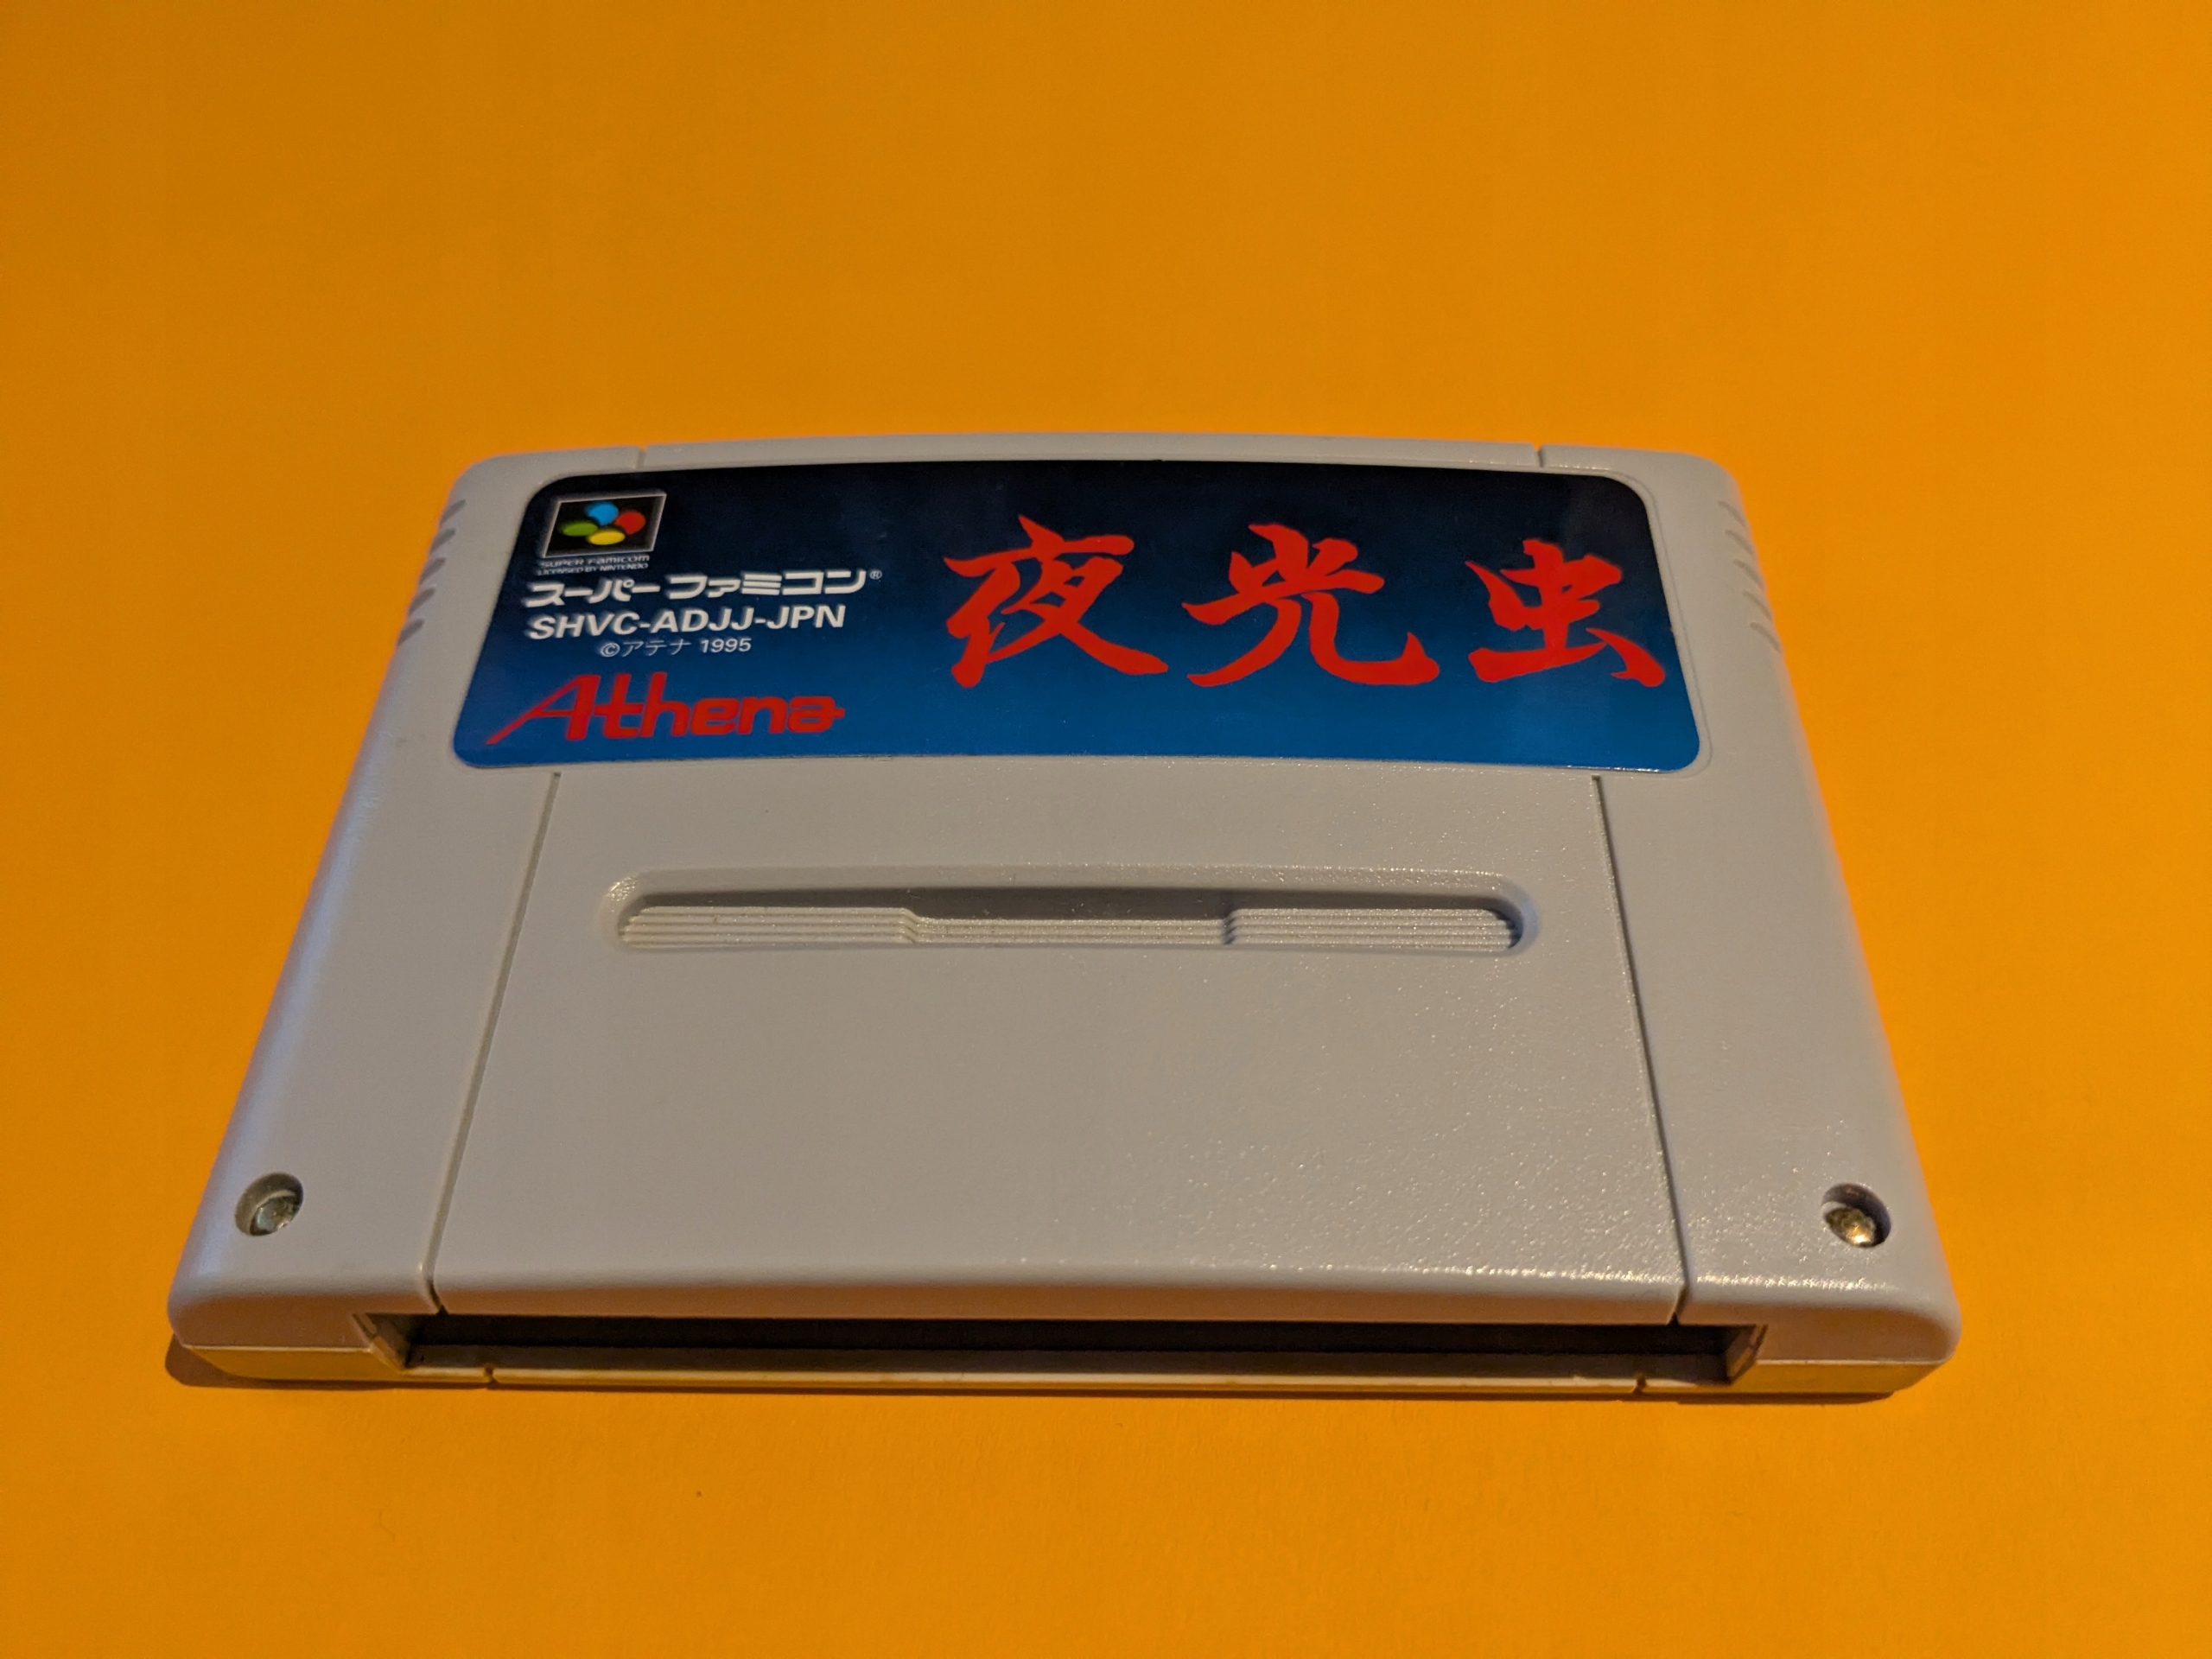 SUPER FAMICOM
LICENSED BY NINTENDO
スーパーファミコン®
SHVC-ADJJ-JPN
©アテナ 1995
Athena
夜光虫